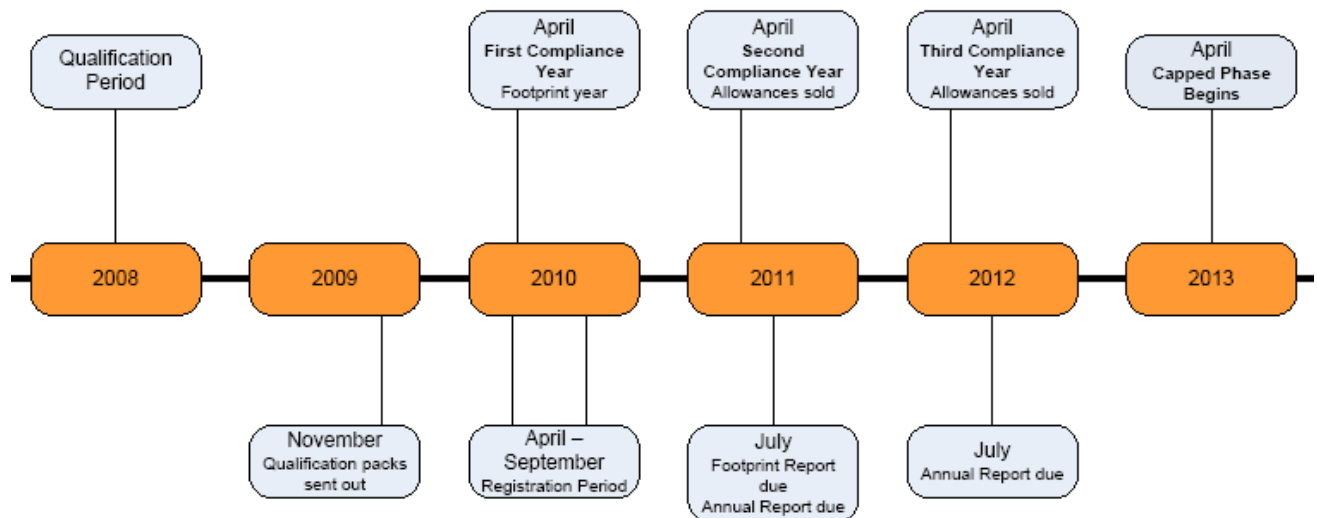 Qualification
Period
April
First Compliance
Year
Footprint year
April
Second
Compliance Year
Allowances sold
April
Third Compliance
Year
Allowances sold
April
Capped Phase
Begins
2008
2009
2010
2011
2012
2013
November
Qualification packs
sent out
April –
September
Registration Period
July
Footprint Report
due
Annual Report due
July
Annual Report due